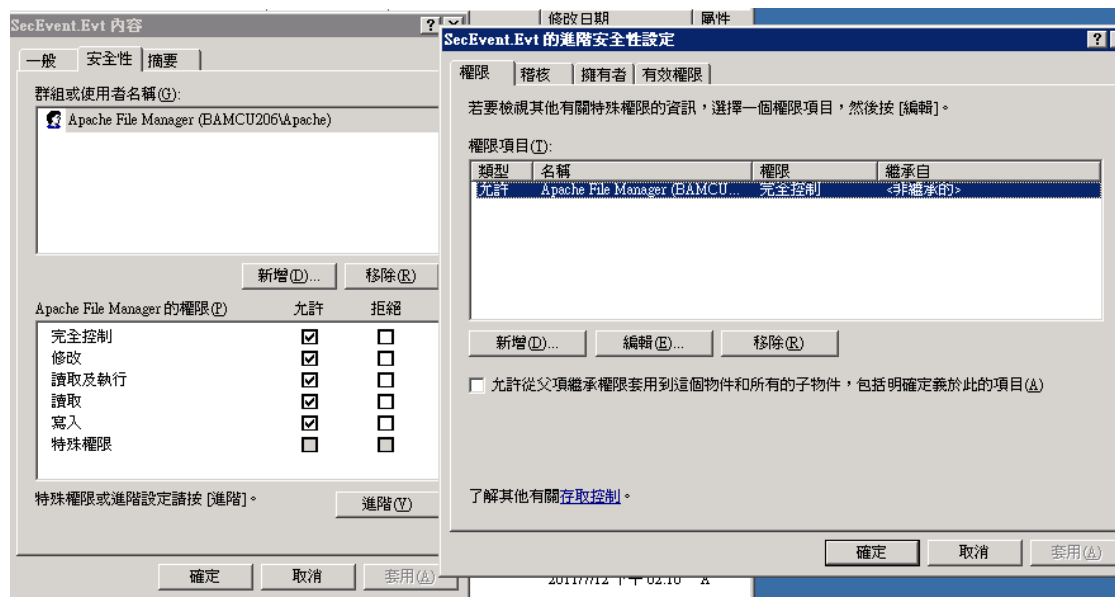 修改日期 屬性
SecEvent.Evt 內容
一般 安全性 摘要
群組或使用者名稱(G):
Apache File Manager (BAMCU206\Apache)
新增(D)... 移除(R)
Apache File Manager 的權限(P) 允許 拒絕
完全控制
修改
讀取及執行
讀取
寫入
特殊權限
特殊權限或進階設定請按 [進階]。
進階(V)
確定 取消 套用(A)
SecEvent.Evt 的進階安全性設定
權限 稽核 擁有者 有效權限
若要檢視其他有關特殊權限的資訊，選擇一個權限項目，然後按 [編輯]。
權限項目(T):
類型 名稱 權限 繼承自
允許 Apache File Manager (BAMCU... 完全控制 <非繼承的>
新增(D)... 編輯(E)... 移除(R)
允許從父項繼承權限套用到這個物件和所有的子物件，包括明確定義於此的項目(A)
了解其他有關存取控制。
確定 取消 套用(A)